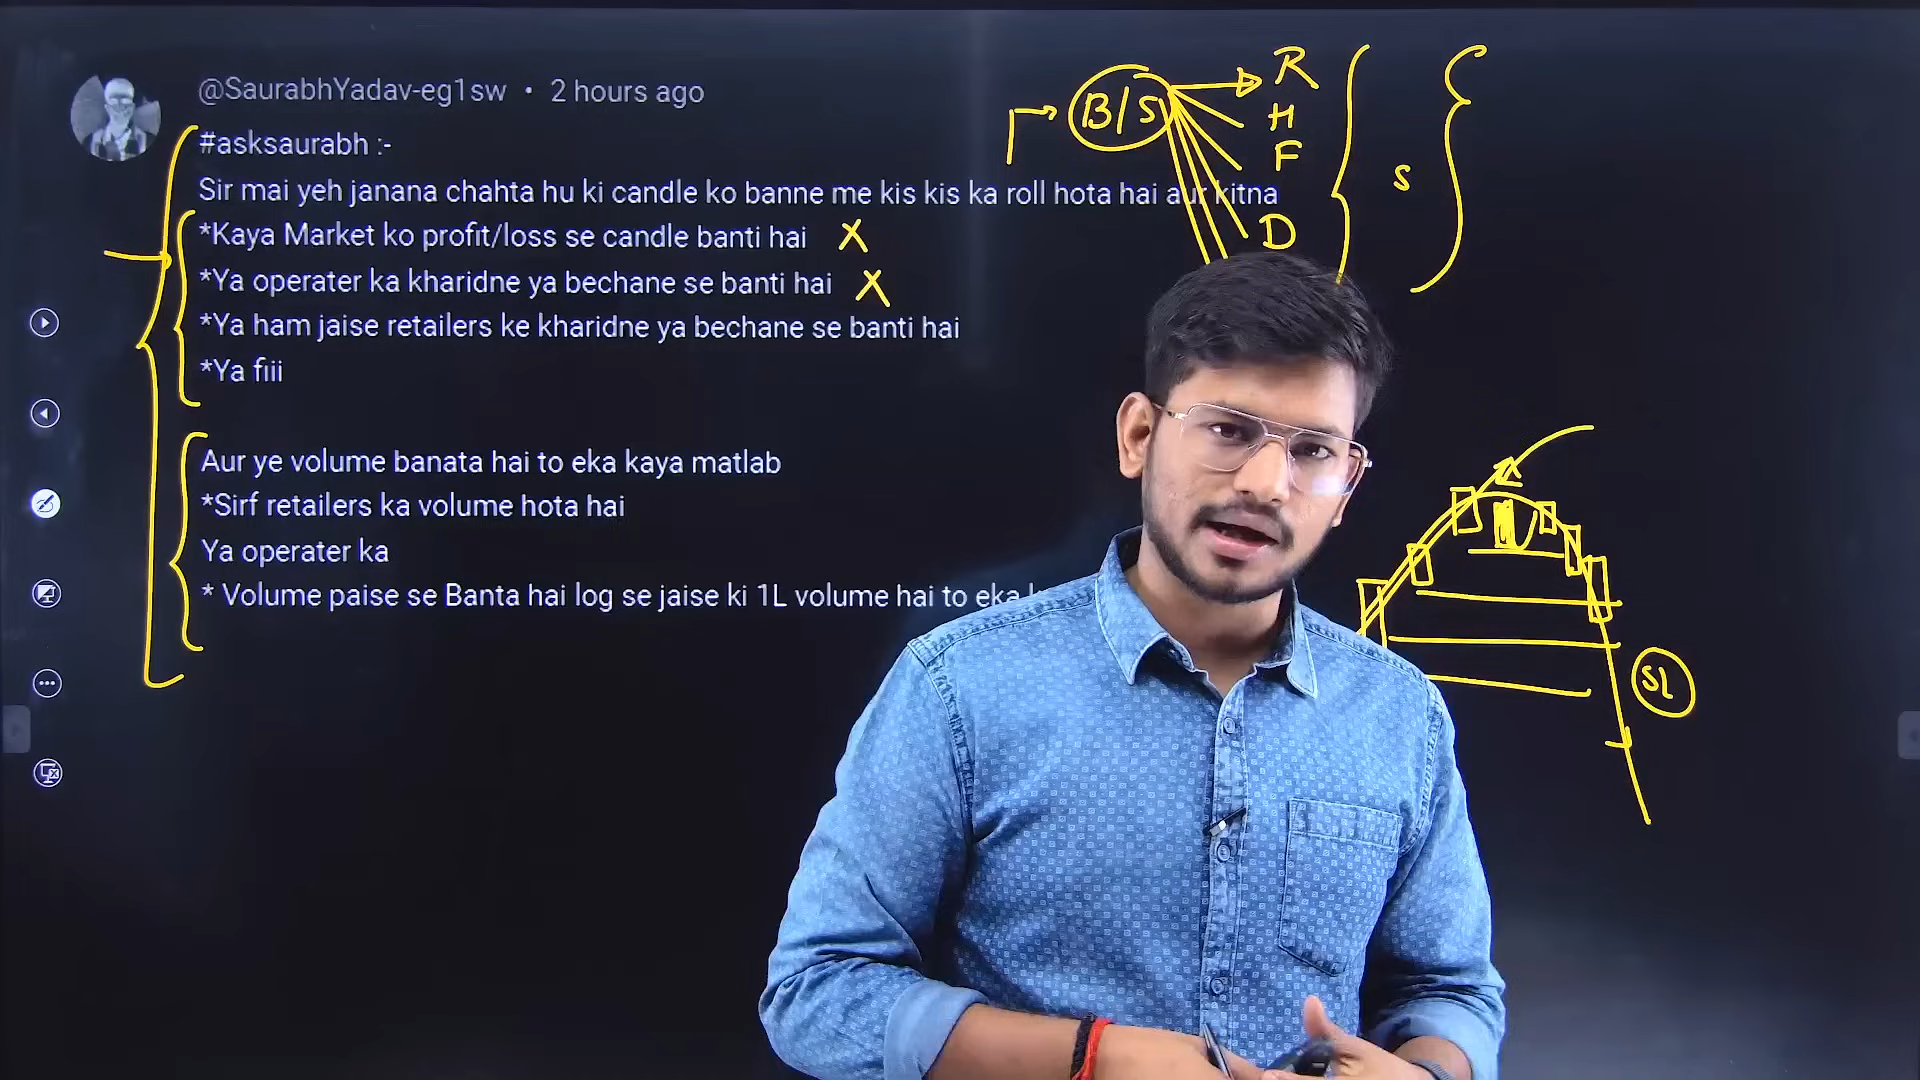 @SaurabhYadav-eg1sw • 2 hours ago
#asksaurabh :-
Sir mai yeh janana chahta hu ki candle ko banne me kis kis ka roll hota hai aur kitna
*Kaya Market ko profit/loss se candle banti hai X
*Ya operater ka kharidne ya bechane se banti hai X
*Ya ham jaise retailers ke kharidne ya bechane se banti hai
*Ya fiii
Aur ye volume banata hai to eka kaya matlab
*Sirf retailers ka volume hota hai
Ya operater ka
* Volume paise se Banta hai log se jaise ki 1L volume hai to eka
B/S
R
H
F
D
S
SL